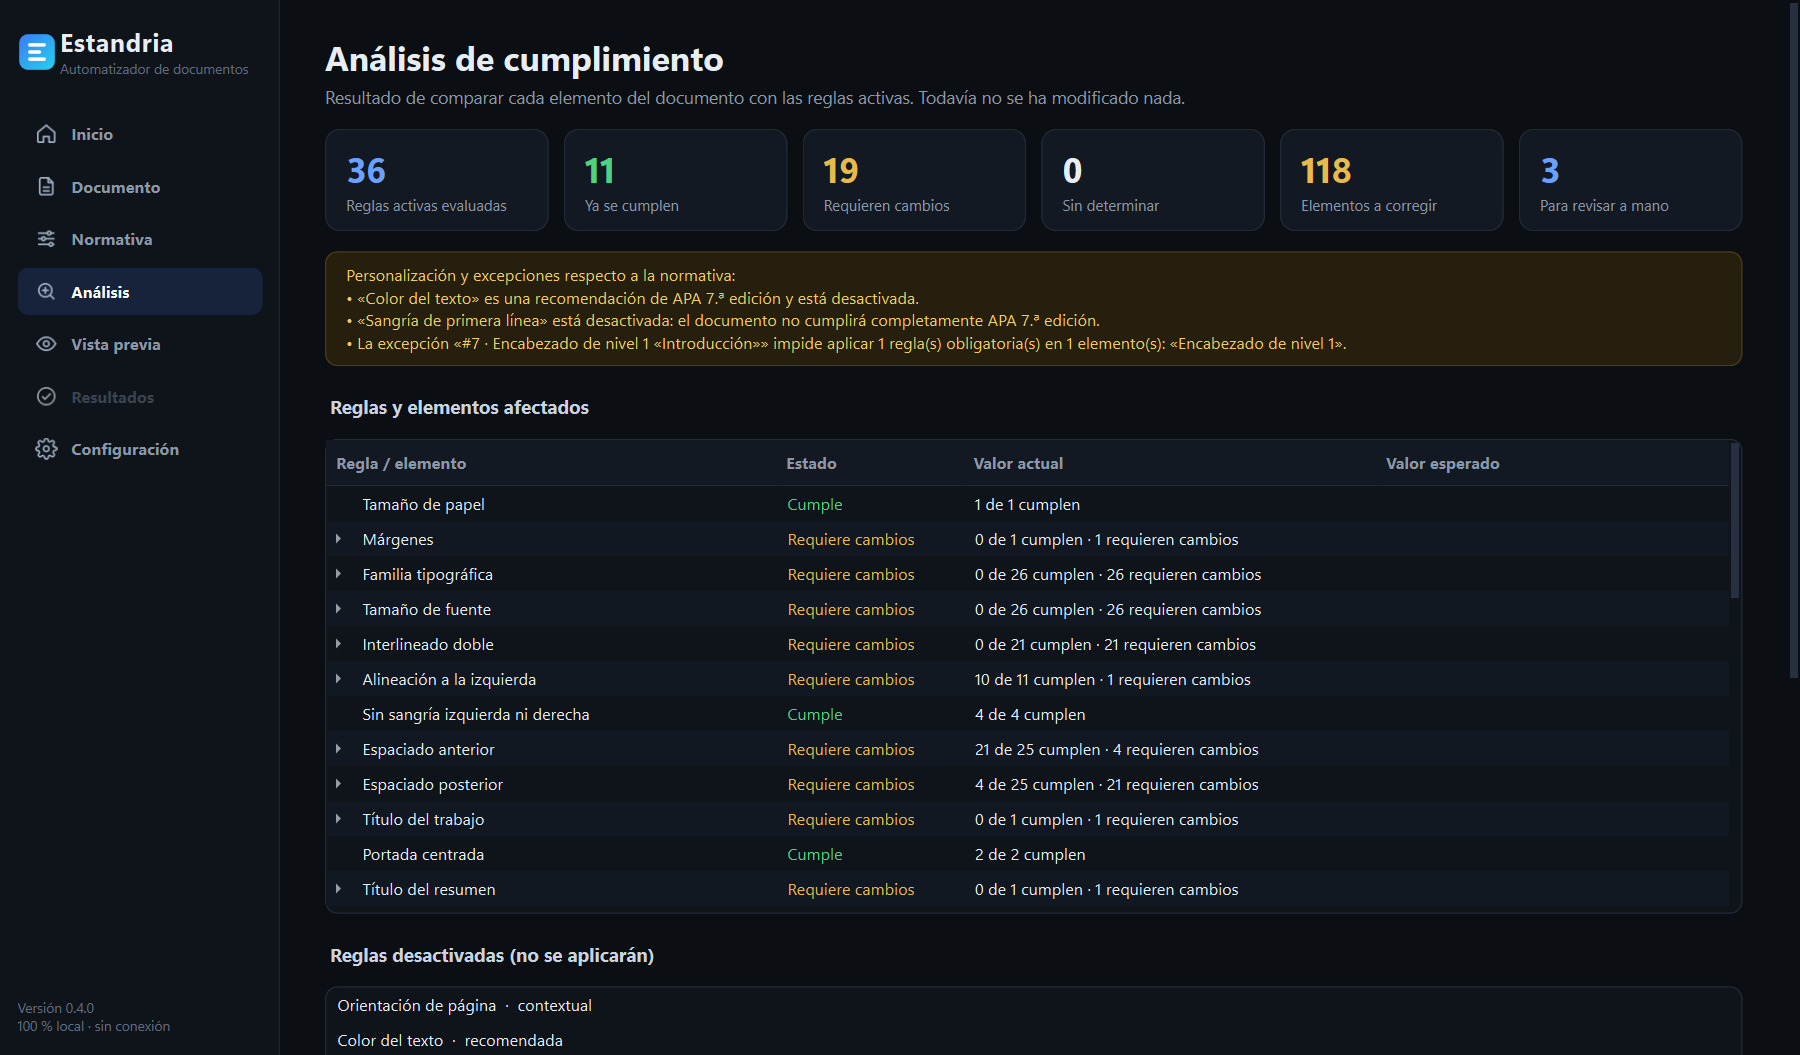 Estandria
Automatizador de documentos
Inicio
Documento
Normativa
Análisis
Vista previa
Resultados
Configuración
Versión 0.4.0
100 % local · sin conexión
Análisis de cumplimiento
Resultado de comparar cada elemento del documento con las reglas activas. Todavía no se ha modificado nada.
36
Reglas activas evaluadas
11
Ya se cumplen
19
Requieren cambios
0
Sin determinar
118
Elementos a corregir
3
Para revisar a mano
Personalización y excepciones respecto a la normativa:
• «Color del texto» es una recomendación de APA 7.ª edición y está desactivada.
• «Sangría de primera línea» está desactivada: el documento no cumplirá completamente APA 7.ª edición.
• La excepción «#7 · Encabezado de nivel 1 «Introducción»» impide aplicar 1 regla(s) obligatoria(s) en 1 elemento(s): «Encabezado de nivel 1».
Reglas y elementos afectados
Regla / elemento Estado Valor actual Valor esperado
Tamaño de papel Cumple 1 de 1 cumplen
Márgenes Requiere cambios 0 de 1 cumplen · 1 requieren cambios
Familia tipográfica Requiere cambios 0 de 26 cumplen · 26 requieren cambios
Tamaño de fuente Requiere cambios 0 de 26 cumplen · 26 requieren cambios
Interlineado doble Requiere cambios 0 de 21 cumplen · 21 requieren cambios
Alineación a la izquierda Requiere cambios 10 de 11 cumplen · 1 requieren cambios
Sin sangría izquierda ni derecha Cumple 4 de 4 cumplen
Espaciado anterior Requiere cambios 21 de 25 cumplen · 4 requieren cambios
Espaciado posterior Requiere cambios 4 de 25 cumplen · 21 requieren cambios
Título del trabajo Requiere cambios 0 de 1 cumplen · 1 requieren cambios
Portada centrada Cumple 2 de 2 cumplen
Título del resumen Requiere cambios 0 de 1 cumplen · 1 requieren cambios
Reglas desactivadas (no se aplicarán)
Orientación de página · contextual
Color del texto · recomendada